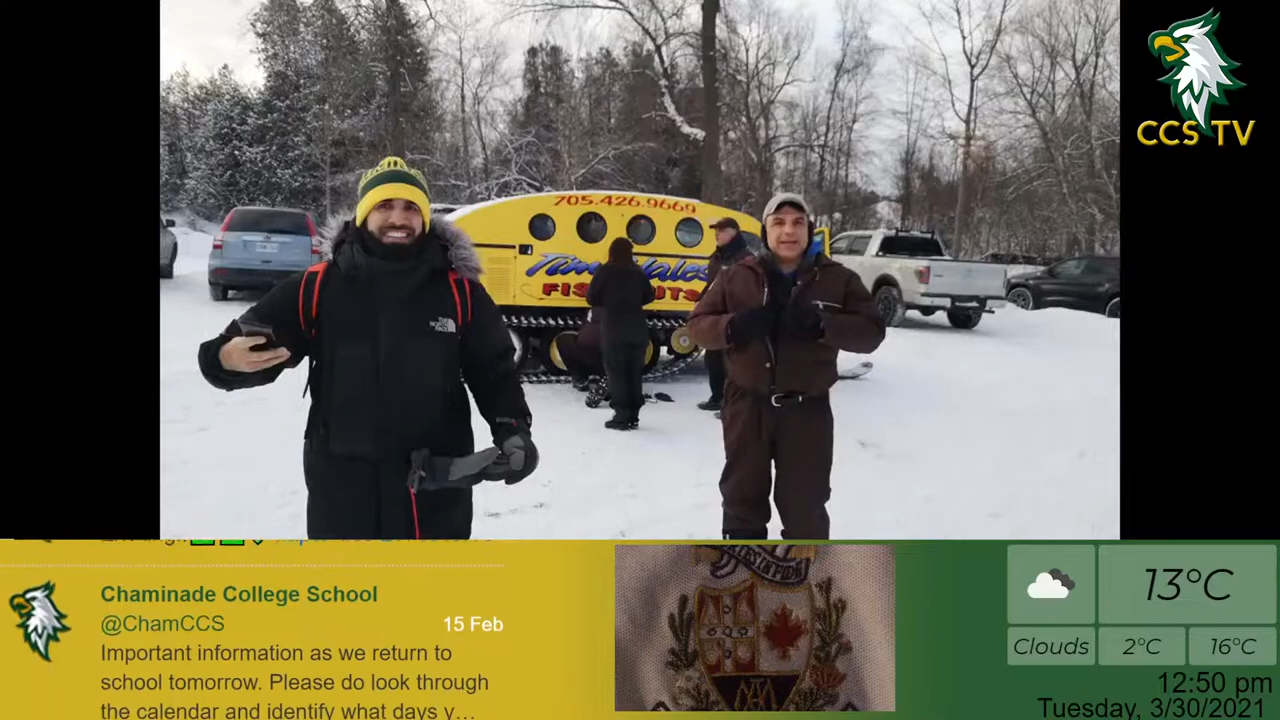 CCS TV
705.426.9669
THE
NORTH
FACE
Chaminade College School
@ChamCCS
15 Feb
Important information as we return to
school tomorrow. Please do look through
the calendar and identify what days y…
IN FIDE
13°C
Clouds
2°C
16°C
12:50 pm
Tuesday, 3/30/2021